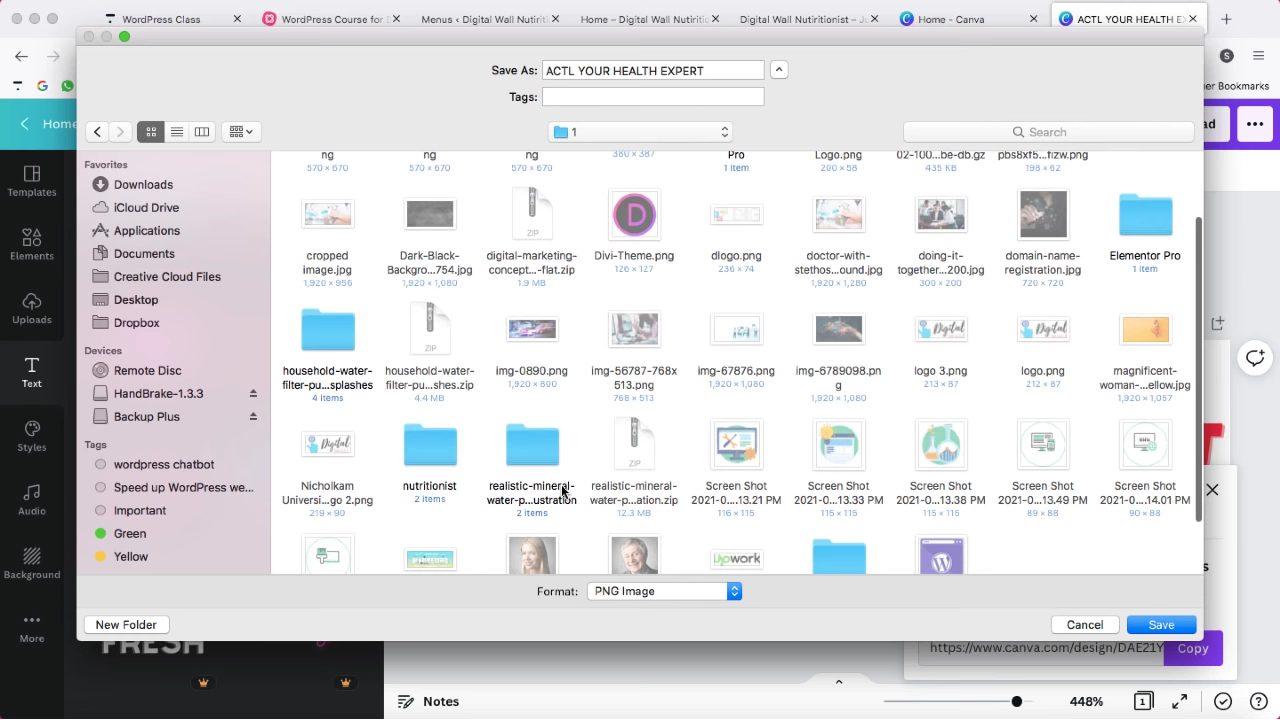 WordPress Class
WordPress Course for
Menus ‹ Digital Wall Nutriti
Home – Digital Wall Nutritio
Digital Wall Nutritionist – J
Home - Canva
ACTL YOUR HEALTH E
Save As: ACTL YOUR HEALTH EXPERT
Tags:
er Bookmarks
Home
1
Search
ad
Favorites
Downloads
iCloud Drive
Applications
Documents
Creative Cloud Files
Desktop
Dropbox
Devices
Remote Disc
HandBrake-1.3.3
Backup Plus
Tags
wordpress chatbot
Speed up WordPress we...
Important
Green
Yellow
Templates
Elements
Uploads
Text
Styles
Audio
Background
More
ng
570 × 670
ng
570 × 670
ng
570 × 670
380 × 387
Pro
1 item
Logo.png
200 × 58
02-100...be-db.gz
435 KB
pbs8xf5...fizw.png
198 × 62
ZIP
D
cropped
image.jpg
1,920 × 956
Dark-Black-
Backgro...754.jpg
1,920 × 1,080
digital-marketing-
concept...-flat.zip
1.9 MB
Divi-Theme.png
126 × 127
dlogo.png
236 × 74
doctor-with-
stethos...ound.jpg
1,920 × 1,280
doing-it-
together...200.jpg
300 × 200
domain-name-
registration.jpg
720 × 720
Elementor Pro
1 item
ZIP
Digital
Digital
household-water-
filter-pu...splashes
4 items
household-water-
filter-pu...shes.zip
4.4 MB
img-0890.png
1,920 × 800
img-56787-768x
513.png
768 × 513
img-67876.png
1,920 × 1,080
img-6789098.pn
g
1,920 × 1,080
logo 3.png
213 × 87
logo.png
212 × 87
magnificent-
woman-...ellow.jpg
1,920 × 1,057
Digital
ZIP
Nicholkam
Universi...go 2.png
219 × 90
nutritionist
2 items
realistic-mineral-
water-p...ustration
2 items
realistic-mineral-
water-p...ation.zip
12.3 MB
Screen Shot
2021-0...13.21 PM
116 × 115
Screen Shot
2021-0...13.33 PM
115 × 115
Screen Shot
2021-0...13.38 PM
115 × 115
Screen Shot
2021-0...13.49 PM
89 × 88
Screen Shot
2021-0...14.01 PM
90 × 88
Upwork
Format: PNG Image
New Folder
Cancel
Save
FRESH
https://www.canva.com/design/DAE21Y
Copy
Notes
448%
1